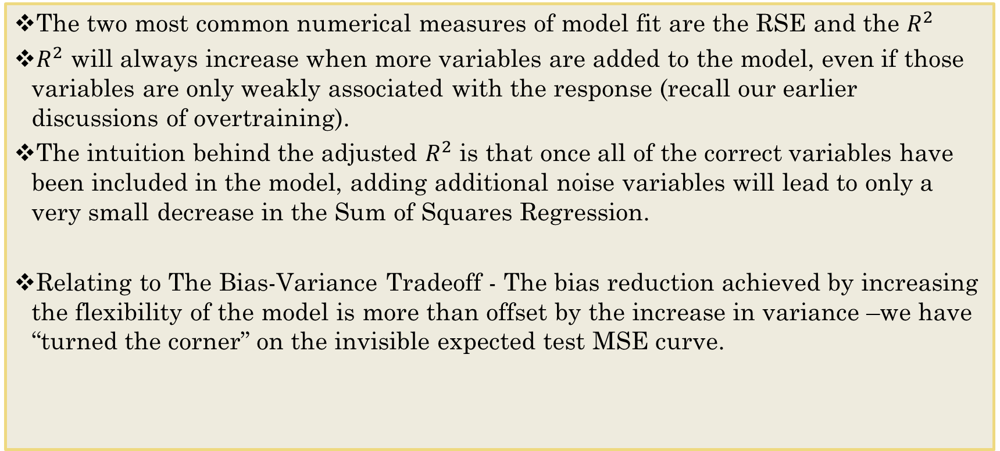 ❖The two most common numerical measures of model fit are the RSE and the R²
❖R² will always increase when more variables are added to the model, even if those
variables are only weakly associated with the response (recall our earlier
discussions of overtraining).
❖The intuition behind the adjusted R² is that once all of the correct variables have
been included in the model, adding additional noise variables will lead to only a
very small decrease in the Sum of Squares Regression.
❖Relating to The Bias-Variance Tradeoff - The bias reduction achieved by increasing
the flexibility of the model is more than offset by the increase in variance –we have
“turned the corner” on the invisible expected test MSE curve.